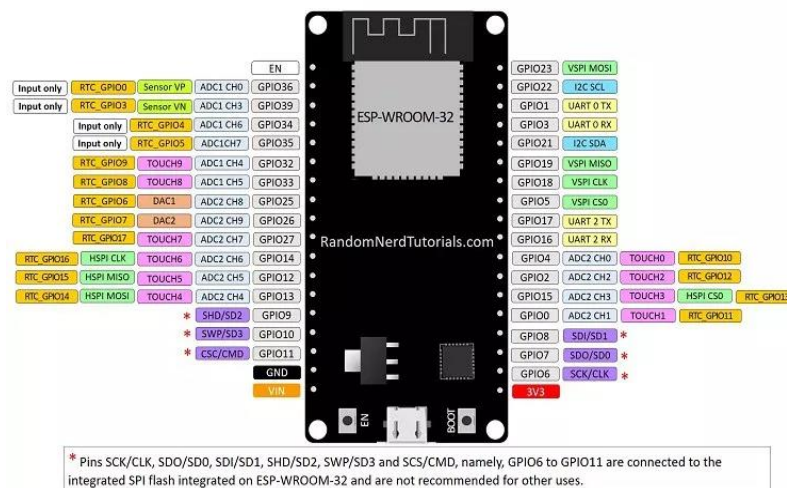 EN GPIO23 VSPI MOSI
Input only RTC_GPIO0 Sensor VP ADC1 CH0 GPIO36 GPIO22 I2C SCL
Input only RTC_GPIO3 Sensor VN ADC1 CH3 GPIO39 GPIO1 UART 0 TX
Input only RTC_GPIO4 ADC1 CH6 GPIO34 ESP-WROOM-32 GPIO3 UART 0 RX
Input only RTC_GPIO5 ADC1CH7 GPIO35 GPIO21 I2C SDA
RTC_GPIO9 TOUCH9 ADC1 CH4 GPIO32 GPIO19 VSPI MISO
RTC_GPIO8 TOUCH8 ADC1 CH5 GPIO33 GPIO18 VSPI CLK
RTC_GPIO6 DAC1 ADC2 CH8 GPIO25 GPIO5 VSPI CS0
RTC_GPIO7 DAC2 ADC2 CH9 GPIO26 GPIO17 UART 2 TX
RTC_GPIO17 TOUCH7 ADC2 CH7 GPIO27 RandomNerdTutorials.com GPIO16 UART 2 RX
RTC_GPIO16 HSPI CLK TOUCH6 ADC2 CH6 GPIO14 GPIO4 ADC2 CH0 TOUCH0 RTC_GPIO10
RTC_GPIO15 HSPI MISO TOUCH5 ADC2 CH5 GPIO12 GPIO2 ADC2 CH2 TOUCH2 RTC_GPIO12
RTC_GPIO14 HSPI MOSI TOUCH4 ADC2 CH4 GPIO13 GPIO15 ADC2 CH3 TOUCH3 HSPI CS0 RTC_GPIO13
* SHD/SD2 GPIO9 GPIO0 ADC2 CH1 TOUCH1 RTC_GPIO11
* SWP/SD3 GPIO10 GPIO8 SDI/SD1 *
* CSC/CMD GPIO11 GPIO7 SDO/SD0 *
GND GPIO6 SCK/CLK *
VIN 3V3
EN BOOT
* Pins SCK/CLK, SDO/SD0, SDI/SD1, SHD/SD2, SWP/SD3 and SCS/CMD, namely, GPIO6 to GPIO11 are connected to the
integrated SPI flash integrated on ESP-WROOM-32 and are not recommended for other uses.